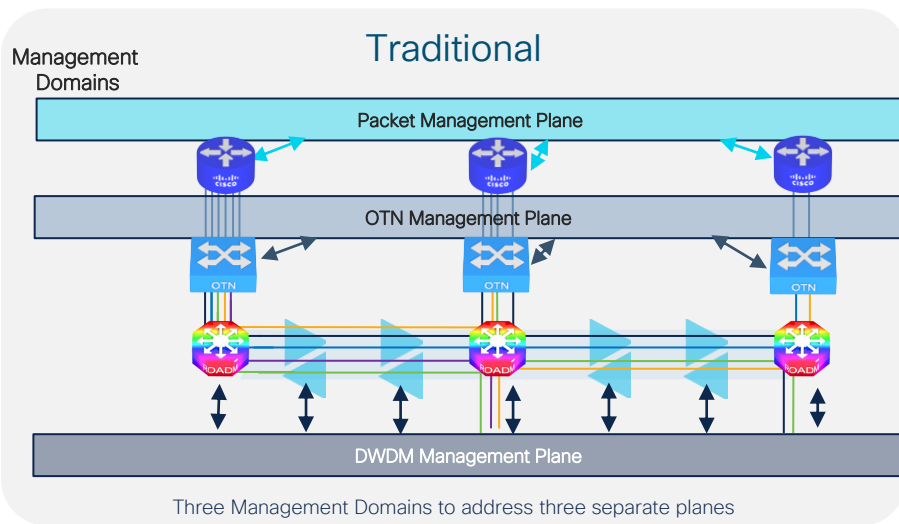 Traditional
Management
Domains
Packet Management Plane
CISCO
CISCO
CISCO
OTN Management Plane
OTN
OTN
OTN
ROADM
ROADM
ROADM
DWDM Management Plane
Three Management Domains to address three separate planes